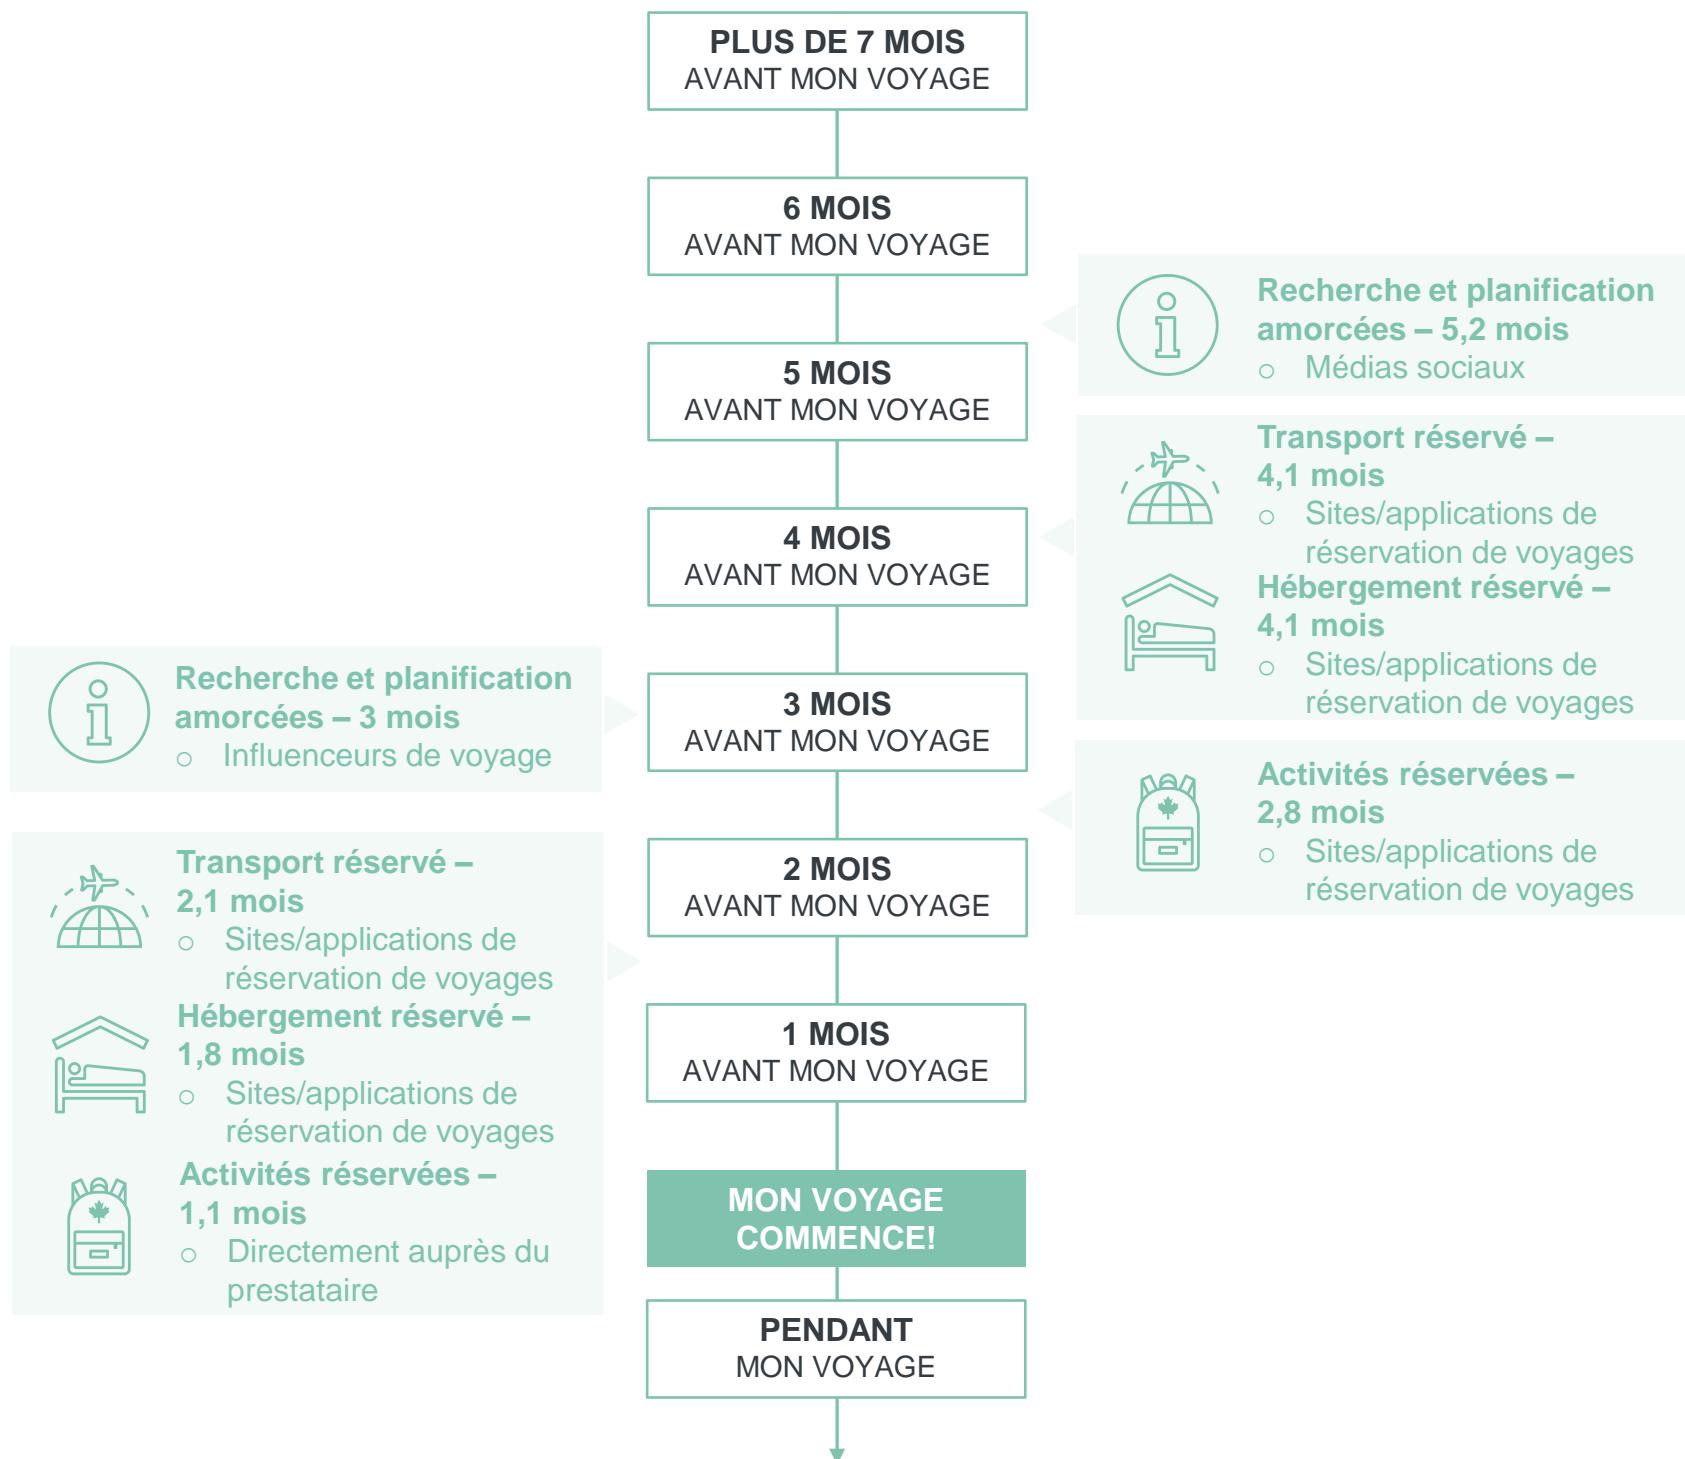 PLUS DE 7 MOIS
AVANT MON VOYAGE
6 MOIS
AVANT MON VOYAGE
Recherche et planification
amorcées – 5,2 mois
○ Médias sociaux
5 MOIS
AVANT MON VOYAGE
Transport réservé –
4,1 mois
○ Sites/applications de
réservation de voyages
Hébergement réservé –
4,1 mois
○ Sites/applications de
réservation de voyages
4 MOIS
AVANT MON VOYAGE
Recherche et planification
amorcées – 3 mois
○ Influenceurs de voyage
3 MOIS
AVANT MON VOYAGE
Activités réservées –
2,8 mois
○ Sites/applications de
réservation de voyages
2 MOIS
AVANT MON VOYAGE
Transport réservé –
2,1 mois
○ Sites/applications de
réservation de voyages
Hébergement réservé –
1,8 mois
○ Sites/applications de
réservation de voyages
Activités réservées –
1,1 mois
○ Directement auprès du
prestataire
1 MOIS
AVANT MON VOYAGE
MON VOYAGE
COMMENCE!
PENDANT
MON VOYAGE